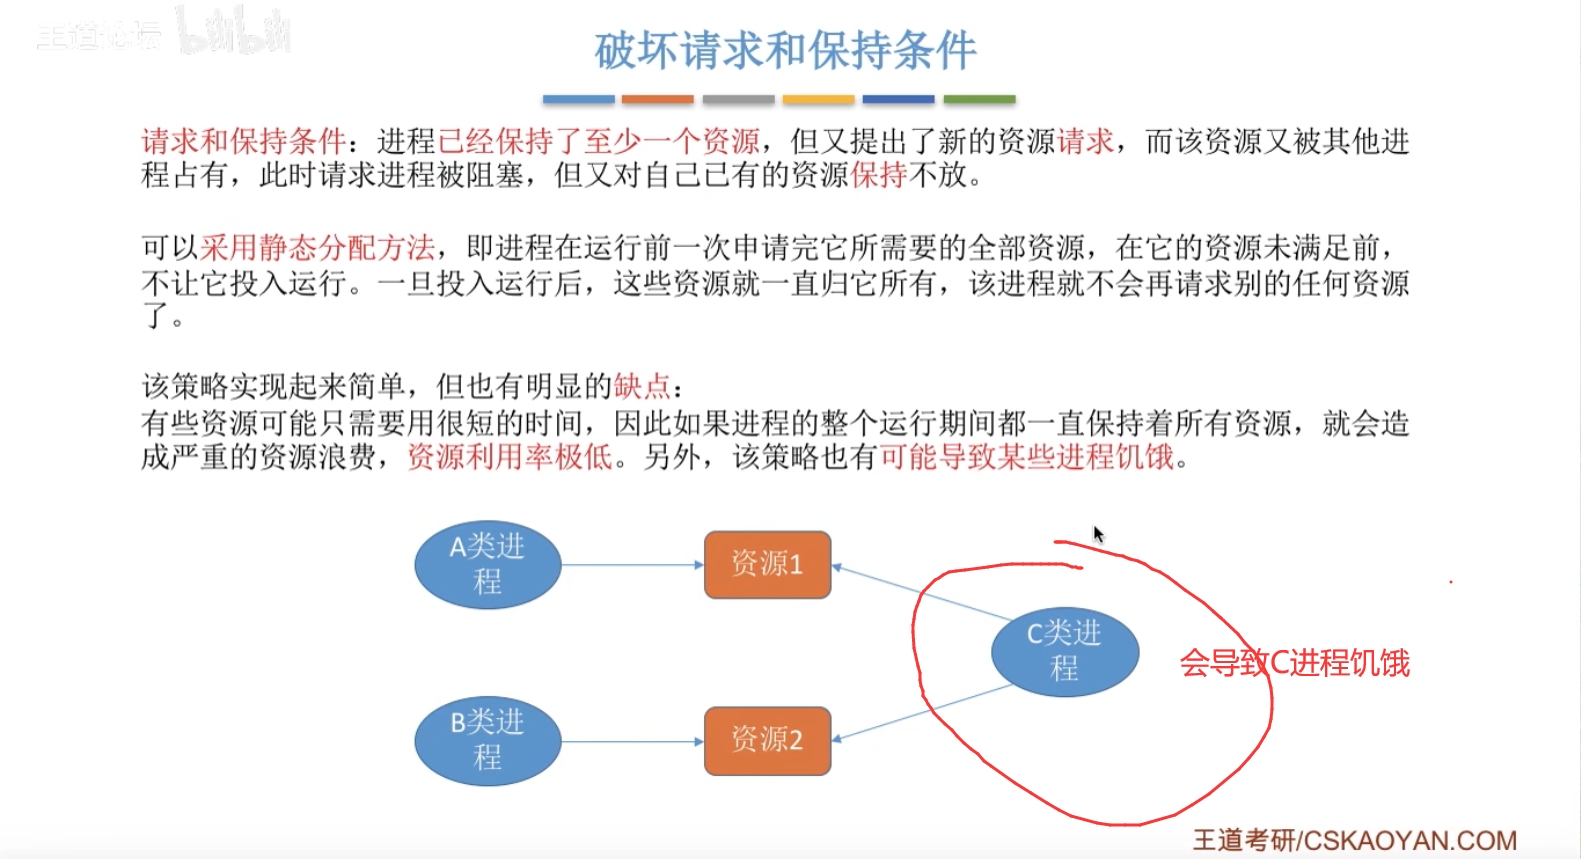 王道论坛 bilibili
破坏请求和保持条件
请求和保持条件：进程已经保持了至少一个资源，但又提出了新的资源请求，而该资源又被其他进
程占有，此时请求进程被阻塞，但又对自己已有的资源保持不放。
可以采用静态分配方法，即进程在运行前一次申请完它所需要的全部资源，在它的资源未满足前，
不让它投入运行。一旦投入运行后，这些资源就一直归它所有，该进程就不会再请求别的任何资源
了。
该策略实现起来简单，但也有明显的缺点：
有些资源可能只需要用很短的时间，因此如果进程的整个运行期间都一直保持着所有资源，就会造
成严重的资源浪费，资源利用率极低。另外，该策略也有可能导致某些进程饥饿。
A类进
程
资源1
C类进
程
会导致C进程饥饿
B类进
程
资源2
王道考研/CSKAOYAN.COM